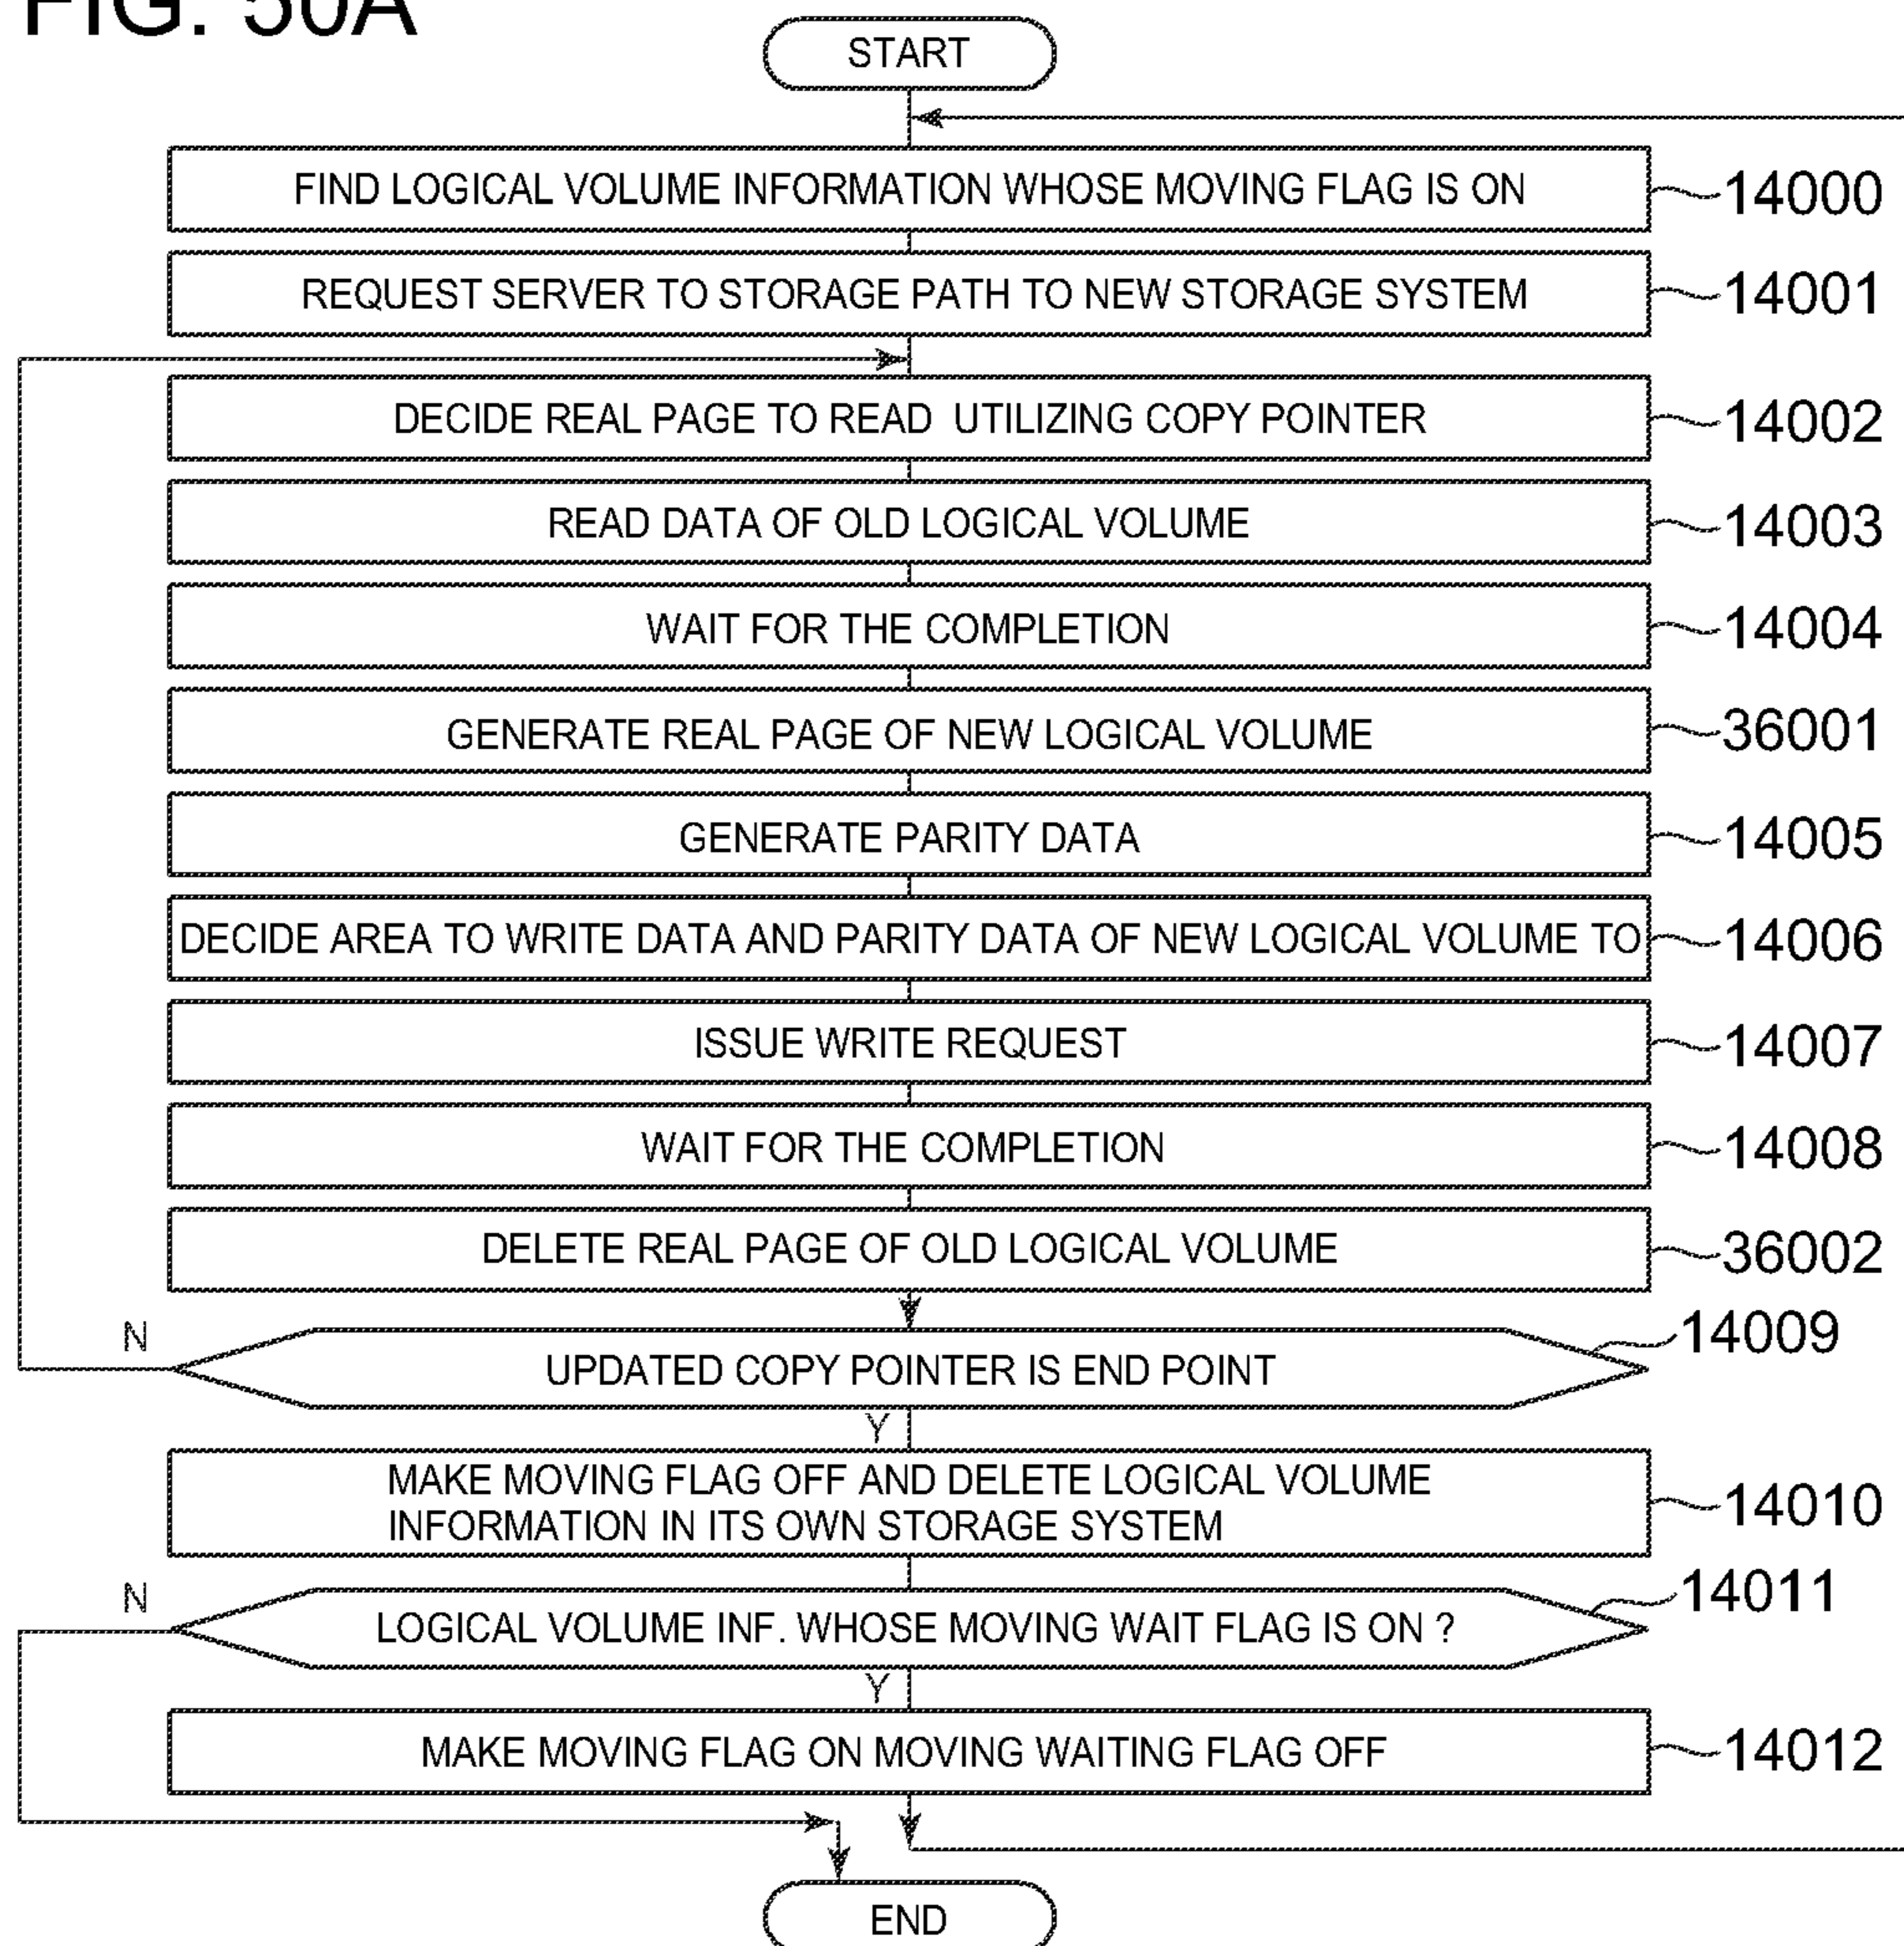 FIG. 50A
START
FIND LOGICAL VOLUME INFORMATION WHOSE MOVING FLAG IS ON
14000
REQUEST SERVER TO STORAGE PATH TO NEW STORAGE SYSTEM
14001
DECIDE REAL PAGE TO READ UTILIZING COPY POINTER
14002
READ DATA OF OLD LOGICAL VOLUME
14003
WAIT FOR THE COMPLETION
14004
GENERATE REAL PAGE OF NEW LOGICAL VOLUME
36001
GENERATE PARITY DATA
14005
DECIDE AREA TO WRITE DATA AND PARITY DATA OF NEW LOGICAL VOLUME TO
14006
ISSUE WRITE REQUEST
14007
WAIT FOR THE COMPLETION
14008
DELETE REAL PAGE OF OLD LOGICAL VOLUME
36002
N
UPDATED COPY POINTER IS END POINT
14009
Y
MAKE MOVING FLAG OFF AND DELETE LOGICAL VOLUME
INFORMATION IN ITS OWN STORAGE SYSTEM
14010
N
LOGICAL VOLUME INF. WHOSE MOVING WAIT FLAG IS ON ?
14011
Y
MAKE MOVING FLAG ON MOVING WAITING FLAG OFF
14012
END